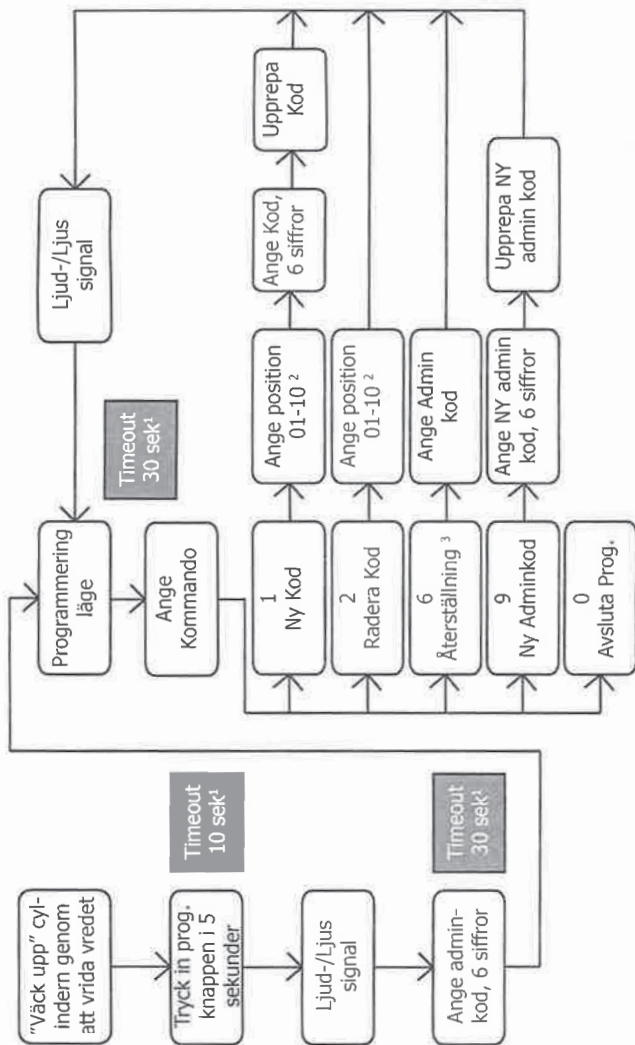 "Väck upp" cyl-
indern genom
att vrida vredet
Tryck in prog.
knappen i 5
sekunder
Timeout
10 sek¹
Ljud-/Ljus
signal
Ange admin-
kod, 6 siffror
Timeout
30 sek¹
Programmering
läge
Timeout
30 sek¹
Ljud-/Ljus
signal
Ange
Kommando
1
Ny Kod
Ange position
01-10 ²
Ange Kod,
6 siffror
Upprepa
Kod
2
Radera Kod
Ange position
01-10 ²
6
Återställning ³
Ange Admin
kod
9
Ny Adminkod
Ange NY admin
kod, 6 siffror
Upprepa NY
admin kod
0
Avsluta Prog.